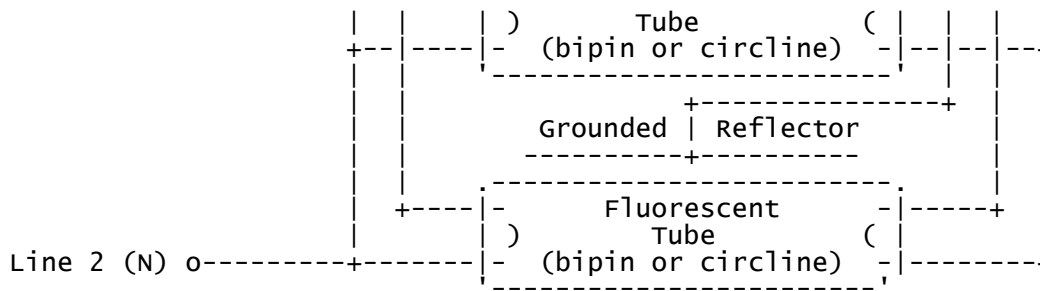 Tube
(bipin or circline)
Grounded | Reflector
Fluorescent
Tube
Line 2 (N) o (bipin or circline)